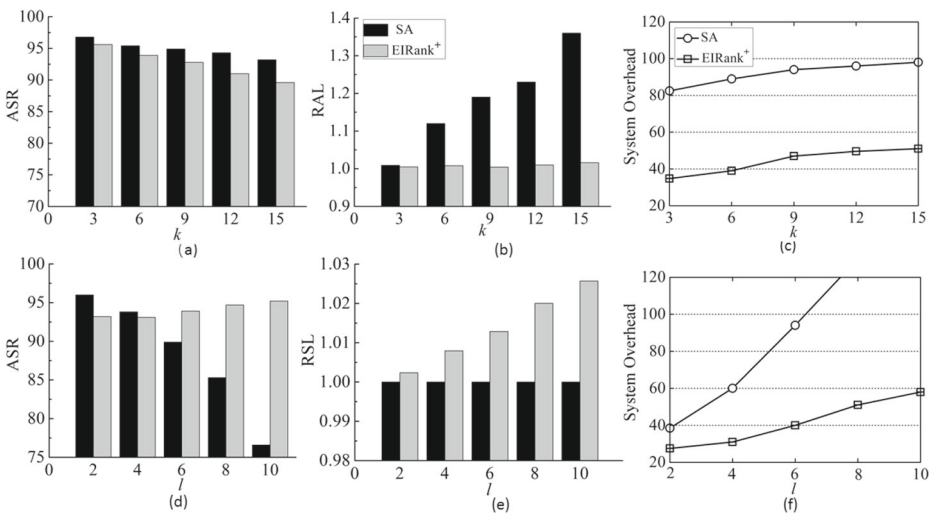 ASR
100
95
90
85
80
75
70
0
3 6 9 12 15
k
(a)
RAL
1.4
1.3
1.2
1.1
1.0
0.9
0
3 6 9 12 15
k
(b)
SA
EIRank+
System Overhead
120
100
80
60
40
20
3 6 9 12 15
k
(c)
SA
EIRank+
ASR
100
95
90
85
80
75
0
2 4 6 8 10
l
(d)
RSL
1.03
1.02
1.01
1.00
0.99
0.98
0
2 4 6 8 10
l
(e)
System Overhead
120
100
80
60
40
20
2 4 6 8 10
l
(f)